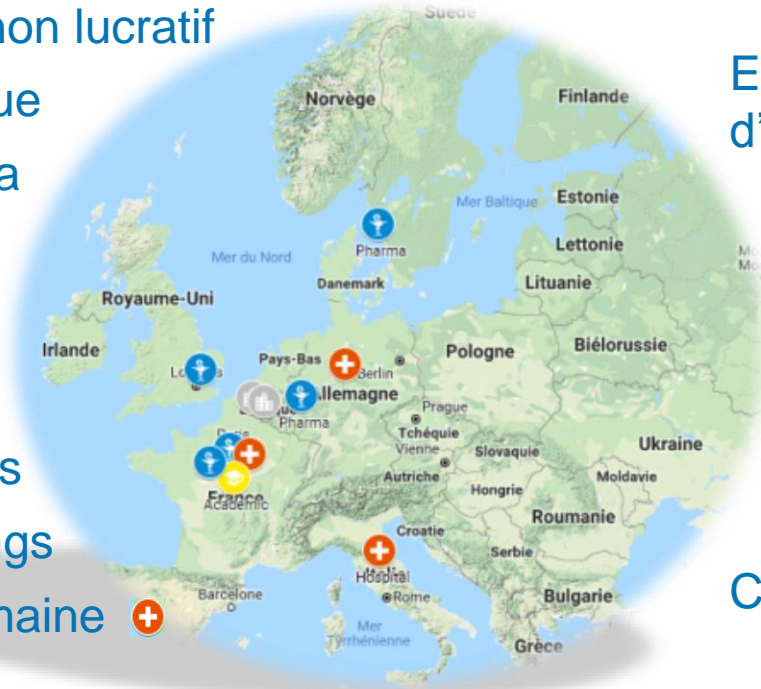 non lucratif
ue
a
s
ngs
maine
E
d'
C
Suède
Norvège
Finlande
Mer Baltique
Estonie
Pharma
Mer du Nord
Lettonie
Danemark
Lituanie
Royaume-Uni
Irlande
Pays-Bas
Berlin
Pologne
Biélorussie
Allemagne
Pharma
Prague
Tchéquie
Vienne
Slovaquie
Ukraine
Autriche
Moldavie
Hongrie
France
Academic
Roumanie
Croatie
Serbie
Hospital
Barcelone
Rome
Bulgarie
Mer
Tyrrhénienne
Grèce